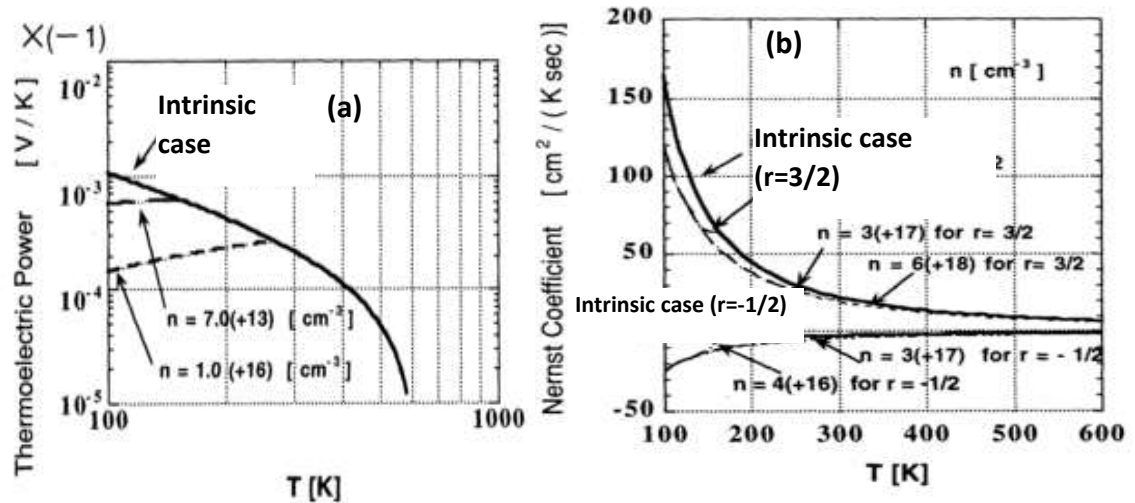 X(−1)
Thermoelectric Power [ V / K ]
10-2
10-3
10-3
10-4
10-5
Intrinsic
case
(a)
n = 7.0(+13) [ cm-3 ]
n = 1.0 (+16) [ cm-3 ]
100
1000
T [K]
Nernst Coefficient [ cm2 / ( K sec )]
200
150
100
50
-50
(b)
n [ cm-3 ]
Intrinsic case
(r=3/2)
2
n = 3(+17) for r= 3/2
n = 6(+18) for r= 3/2
Intrinsic case (r=-1/2)
n = 3(+17) for r = - 1/2
n = 4(+16) for r = -1/2
100 200 300 400 500 600
T [K]